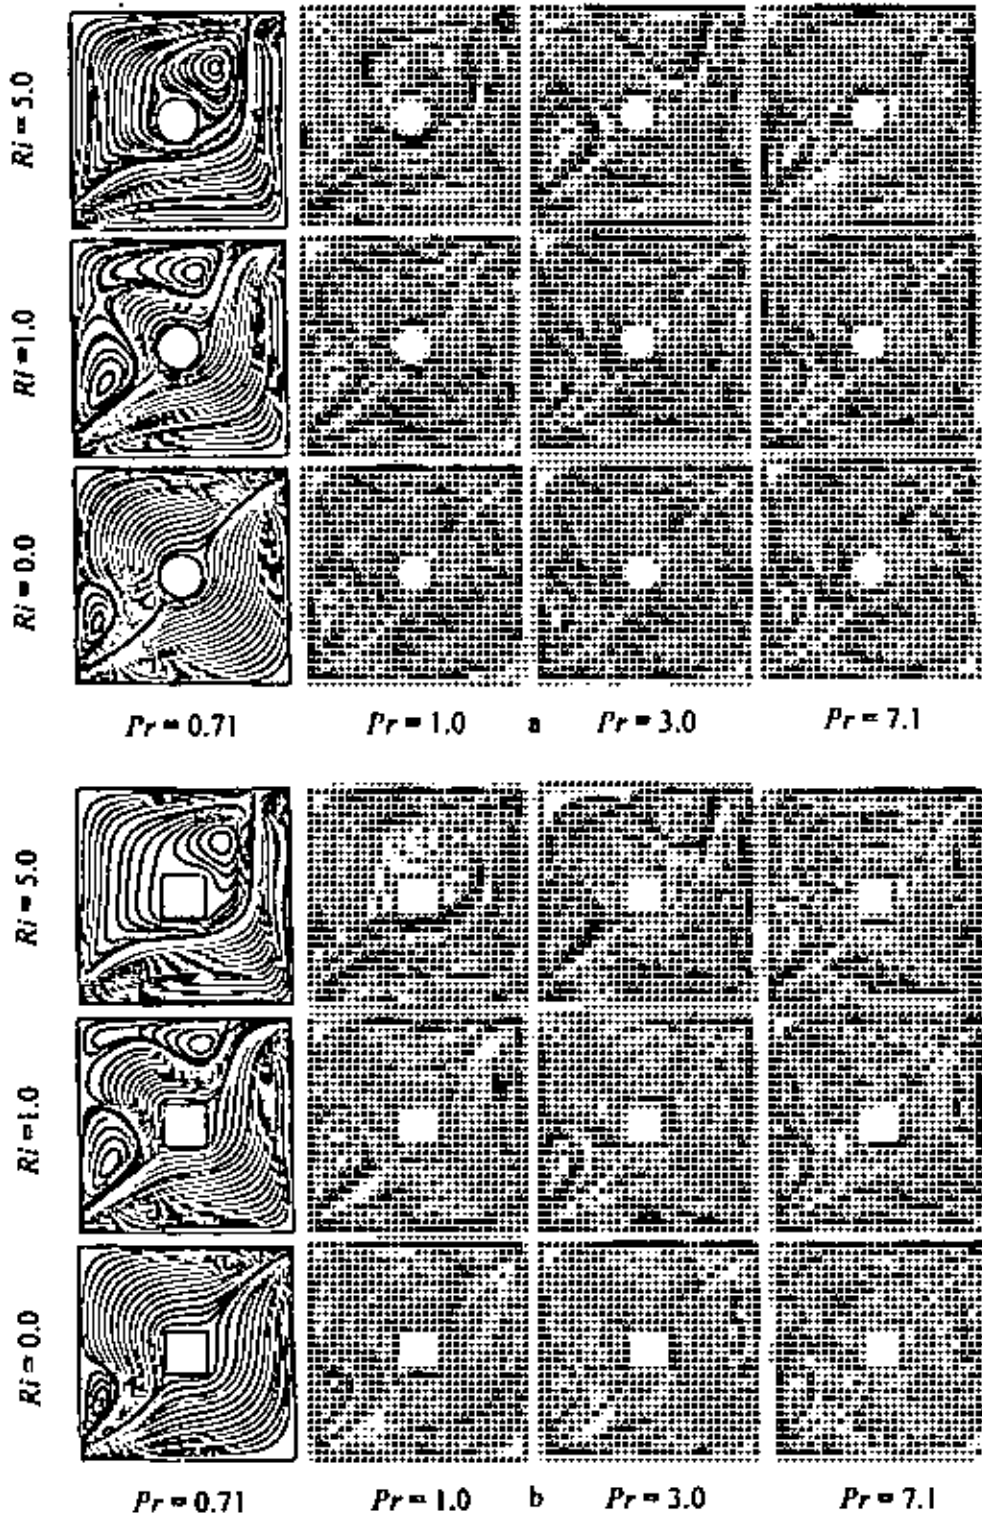 Ri = 5.0
Ri = 1.0
Ri = 0.0
Pr = 0.71 Pr = 1.0 a Pr = 3.0 Pr = 7.1
Ri = 5.0
Ri = 1.0
Ri = 0.0
Pr = 0.71 Pr = 1.0 b Pr = 3.0 Pr = 7.1